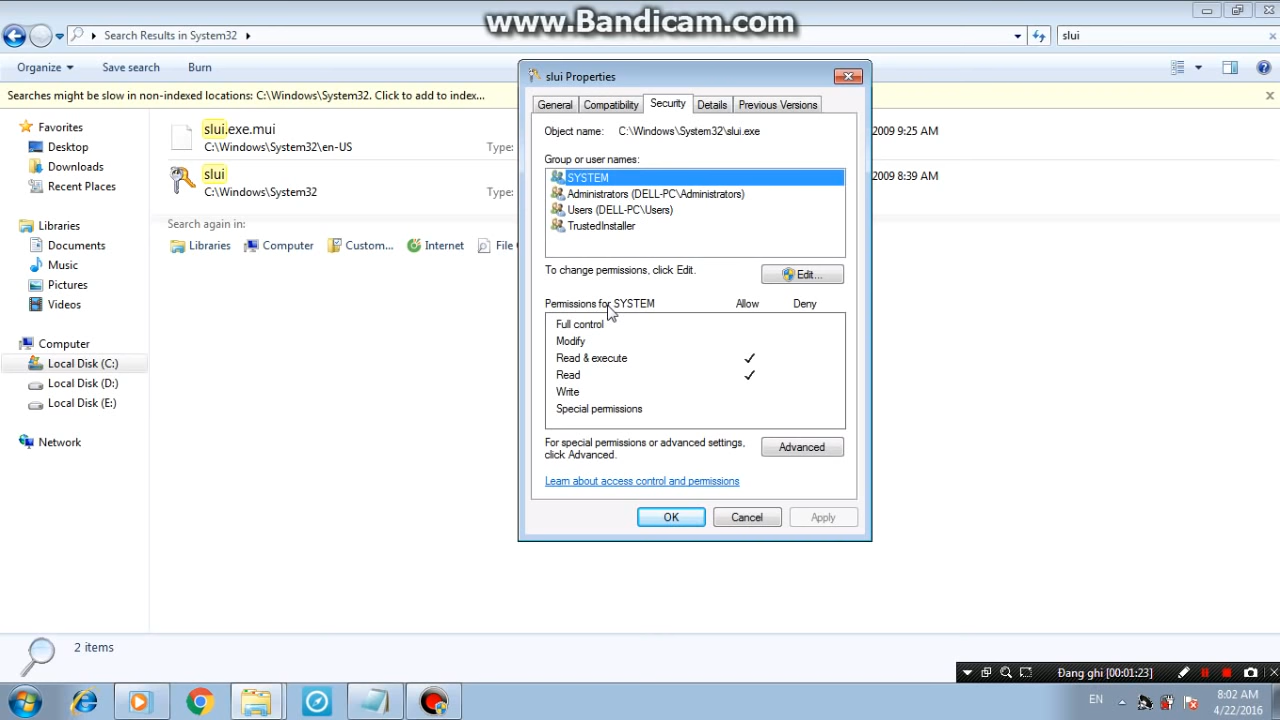 www.Bandicam.com
Search Results in System32
slui
Organize
Save search
Burn
Searches might be slow in non-indexed locations: C:\Windows\System32. Click to add to index...
Favorites
Desktop
Downloads
Recent Places
Libraries
Documents
Music
Pictures
Videos
Computer
Local Disk (C:)
Local Disk (D:)
Local Disk (E:)
Network
slui.exe.mui
C:\Windows\System32\en-US
Type:
2009 9:25 AM
slui
C:\Windows\System32
Type:
2009 8:39 AM
Search again in:
Libraries
Computer
Custom...
Internet
File
slui Properties
General
Compatibility
Security
Details
Previous Versions
Object name: C:\Windows\System32\slui.exe
Group or user names:
SYSTEM
Administrators (DELL-PC\Administrators)
Users (DELL-PC\Users)
TrustedInstaller
To change permissions, click Edit.
Edit...
Permissions for SYSTEM
Allow
Deny
Full control
Modify
Read & execute
Read
Write
Special permissions
For special permissions or advanced settings,
click Advanced.
Advanced
Learn about access control and permissions
OK
Cancel
Apply
2 items
Đang ghi [00:01:23]
EN
8:02 AM
4/22/2016